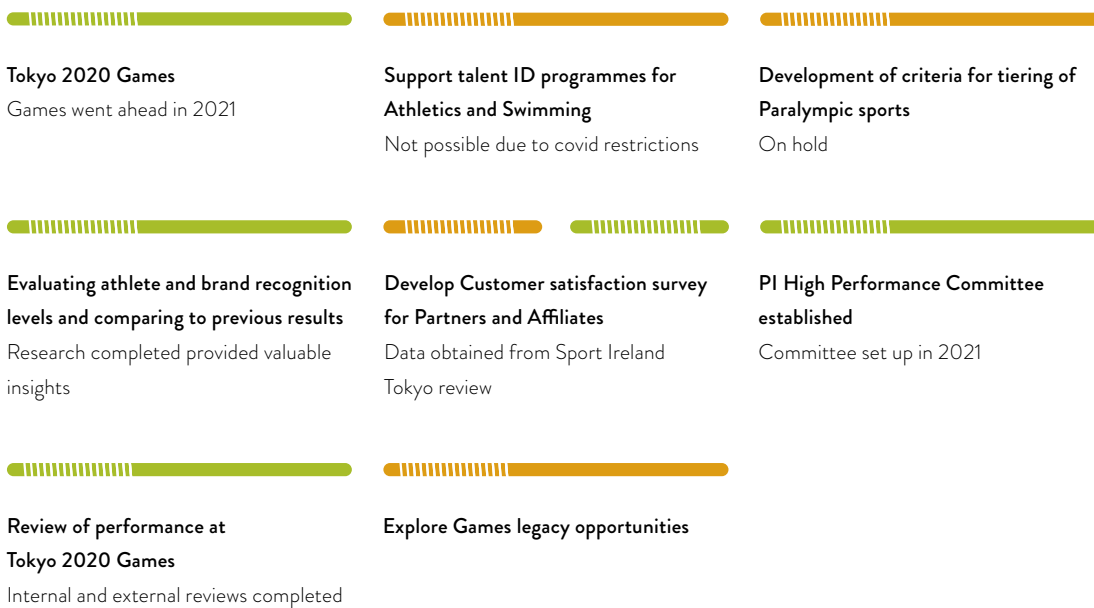 Tokyo 2020 Games
Games went ahead in 2021
Support talent ID programmes for
Athletics and Swimming
Not possible due to covid restrictions
Development of criteria for tiering of
Paralympic sports
On hold
Evaluating athlete and brand recognition
levels and comparing to previous results
Research completed provided valuable
insights
Develop Customer satisfaction survey
for Partners and Affiliates
Data obtained from Sport Ireland
Tokyo review
PI High Performance Committee
established
Committee set up in 2021
Review of performance at
Tokyo 2020 Games
Internal and external reviews completed
Explore Games legacy opportunities